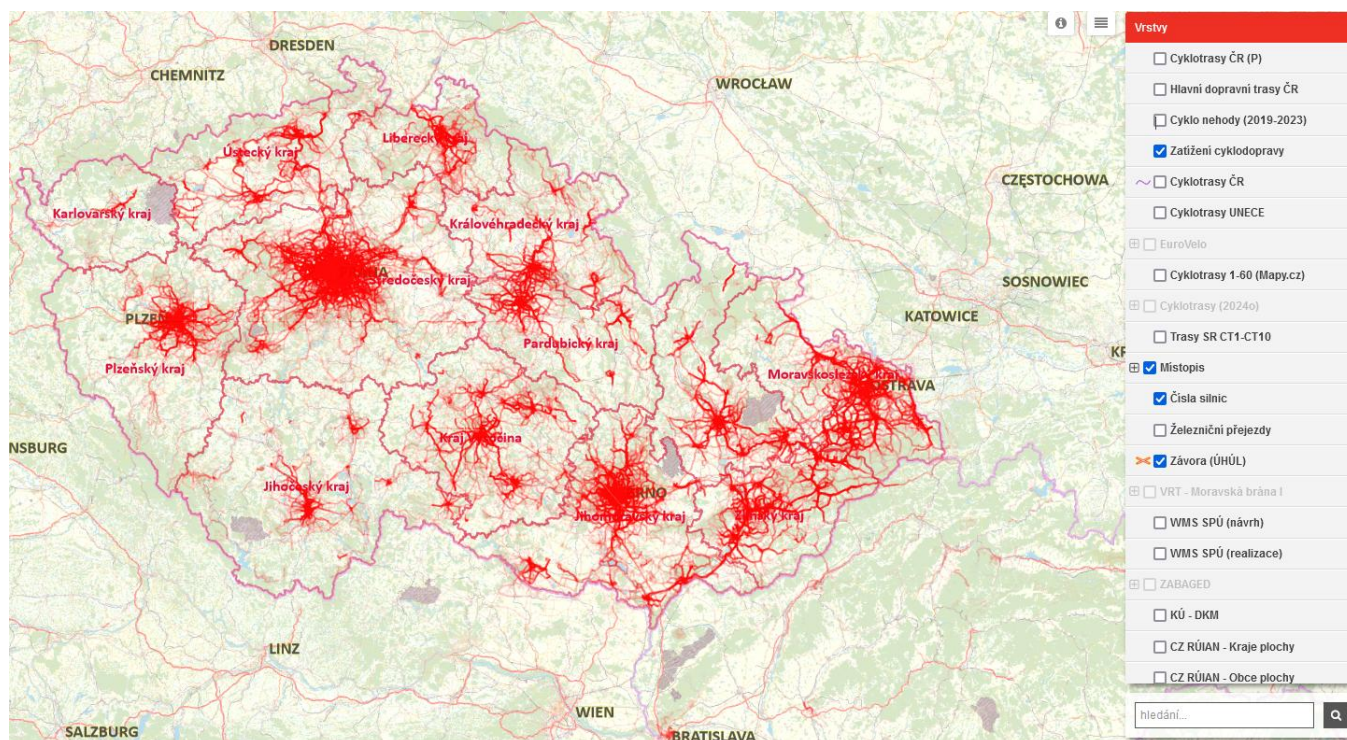 DRESDEN
CHEMNITZ
WROCŁAW
Liberecký kraj
Ústecký kraj
CZĘSTOCHOWA
Karlovarský kraj
Královéhradecký kraj
Středočeský kraj
SOSNOWIEC
KATOWICE
Pardubický kraj
Plzeňský kraj
Moravskoslezský kraj
OSTRAVA
Kraj Vysočina
NSBURG
Jihočeský kraj
BRNO
Jihomoravský kraj
Zlínský kraj
LINZ
WIEN
SALZBURG
BRATISLAVA
Vrstvy
Cyklotrasy ČR (P)
Hlavní dopravní trasy ČR
Cyklo nehody (2019-2023)
Zatížení cyklodopravy
Cyklotrasy ČR
Cyklotrasy UNECE
EuroVelo
Cyklotrasy 1-60 (Mapy.cz)
Cyklotrasy (2024o)
Trasy SR CT1-CT10
Místopis
Čísla silnic
Železniční přejezdy
Závora (ÚHÚL)
VRT - Moravská brána I
WMS SPÚ (návrh)
WMS SPÚ (realizace)
ZABAGED
KÚ - DKM
CZ RÚIAN - Kraje plochy
CZ RÚIAN - Obce plochy
hledání...